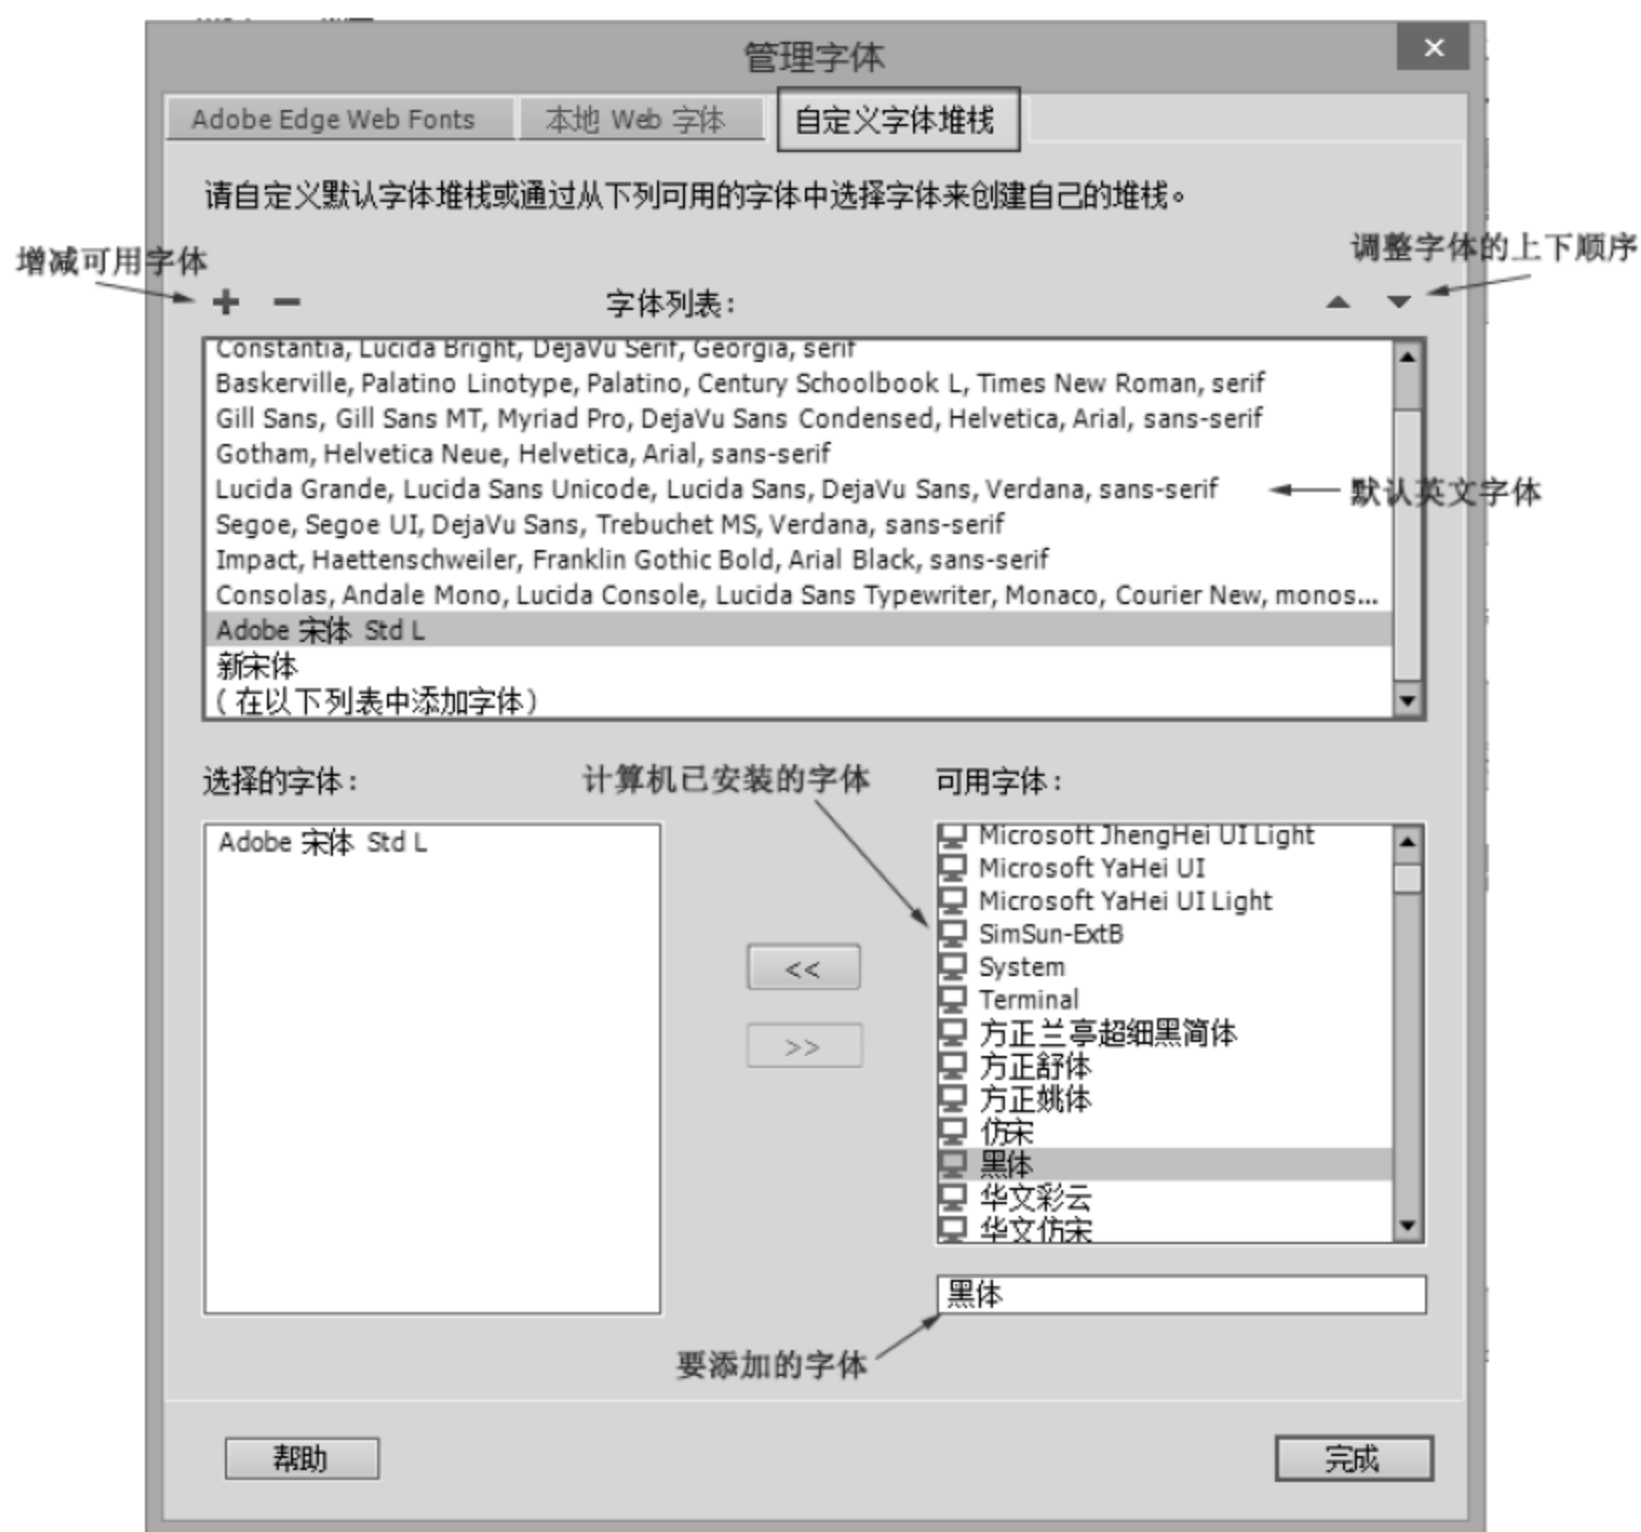 管理字体
×
Adobe Edge Web Fonts
本地 Web 字体
自定义字体堆栈
请自定义默认字体堆栈或通过从下列可用的字体中选择字体来创建自己的堆栈。
增减可用字体
调整字体的上下顺序
字体列表：
Constantia, Lucida Bright, DejaVu Serif, Georgia, serif
Baskerville, Palatino Linotype, Palatino, Century Schoolbook L, Times New Roman, serif
Gill Sans, Gill Sans MT, Myriad Pro, DejaVu Sans Condensed, Helvetica, Arial, sans-serif
Gotham, Helvetica Neue, Helvetica, Arial, sans-serif
Lucida Grande, Lucida Sans Unicode, Lucida Sans, DejaVu Sans, Verdana, sans-serif
默认英文字体
Segoe, Segoe UI, DejaVu Sans, Trebuchet MS, Verdana, sans-serif
Impact, Haettenschweiler, Franklin Gothic Bold, Arial Black, sans-serif
Consolas, Andale Mono, Lucida Console, Lucida Sans Typewriter, Monaco, Courier New, monos...
Adobe 宋体 Std L
新宋体
（在以下列表中添加字体）
选择的字体：
计算机已安装的字体
可用字体：
Adobe 宋体 Std L
Microsoft JhengHei UI Light
Microsoft YaHei UI
Microsoft YaHei UI Light
SimSun-ExtB
System
Terminal
方正兰亭超细黑简体
方正舒体
方正姚体
仿宋
黑体
华文彩云
华文仿宋
<<
>>
黑体
要添加的字体
帮助
完成